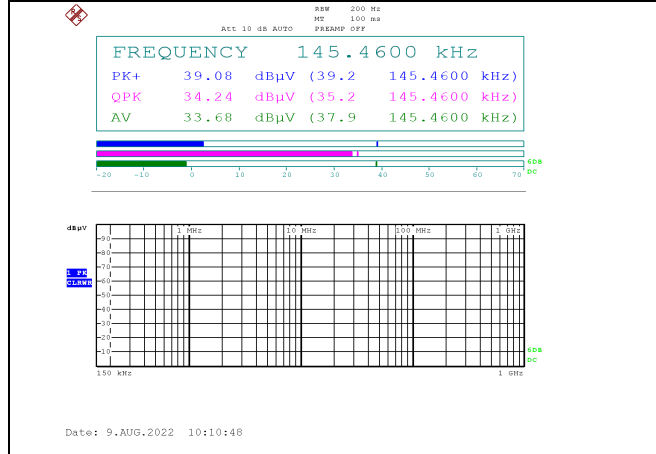 RBW 200 Hz
MT 100 ms
Att 10 dB AUTO PREAMP OFF
FREQUENCY 145.4600 kHz
PK+ 39.08 dBµV (39.2 145.4600 kHz)
QPK 34.24 dBµV (35.2 145.4600 kHz)
AV 33.68 dBµV (37.9 145.4600 kHz)
6DB
-20 -10 0 10 20 30 40 50 60 70
DC
dBµV
1 MHz 10 MHz 100 MHz 1 GHz
90
80
70
1 PK
60
CLRWR
50
40
30
20
10
6DB
DC
150 kHz 1 GHz
Date: 9.AUG.2022 10:10:48